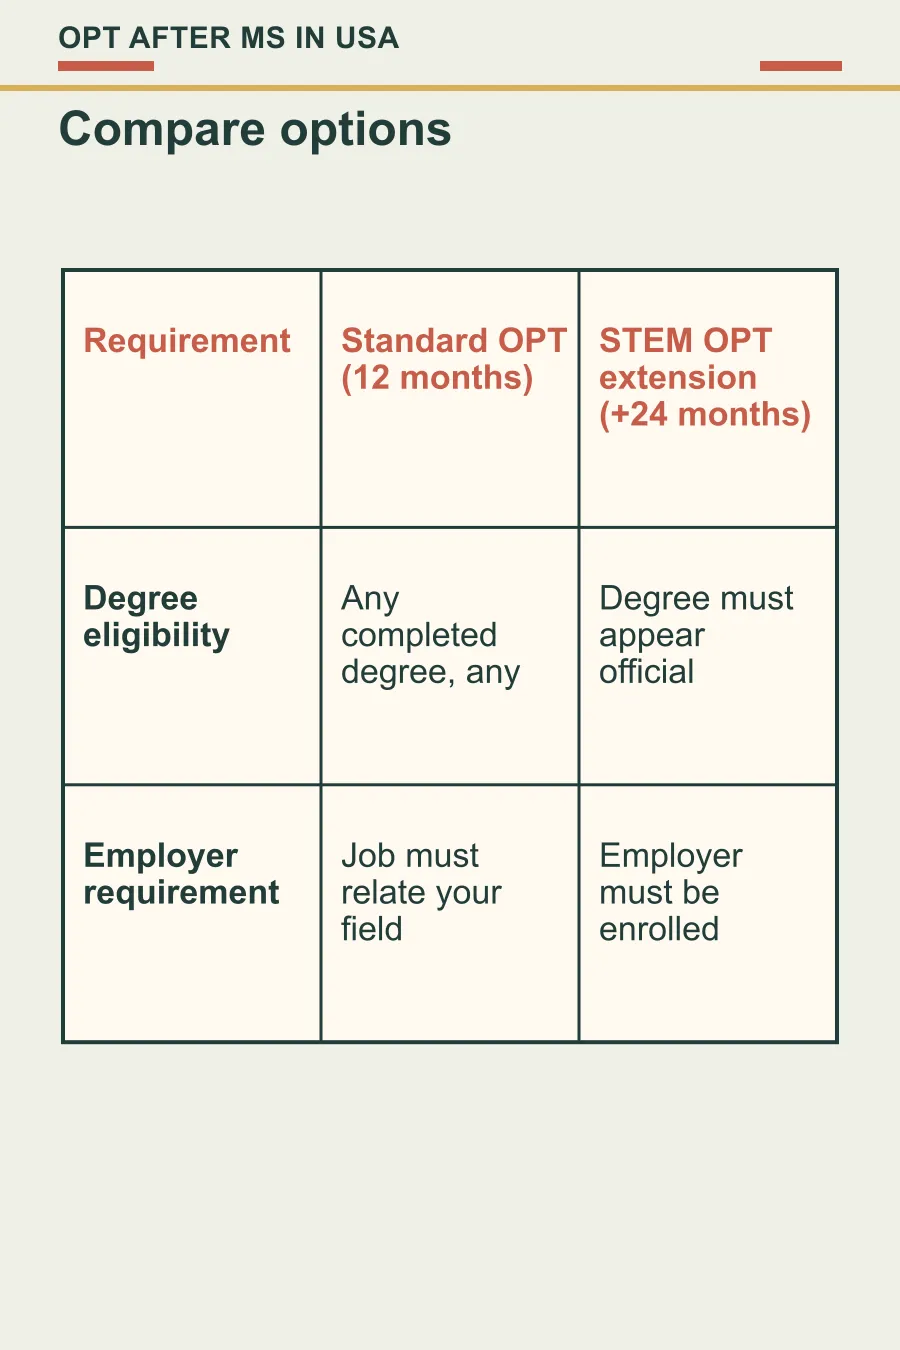 OPT AFTER MS IN USA
Compare options
Requirement
Standard OPT
(12 months)
STEM OPT
extension
(+24 months)
Degree
eligibility
Any
completed
degree, any
Degree must
appear
official
Employer
requirement
Job must
relate your
field
Employer
must be
enrolled